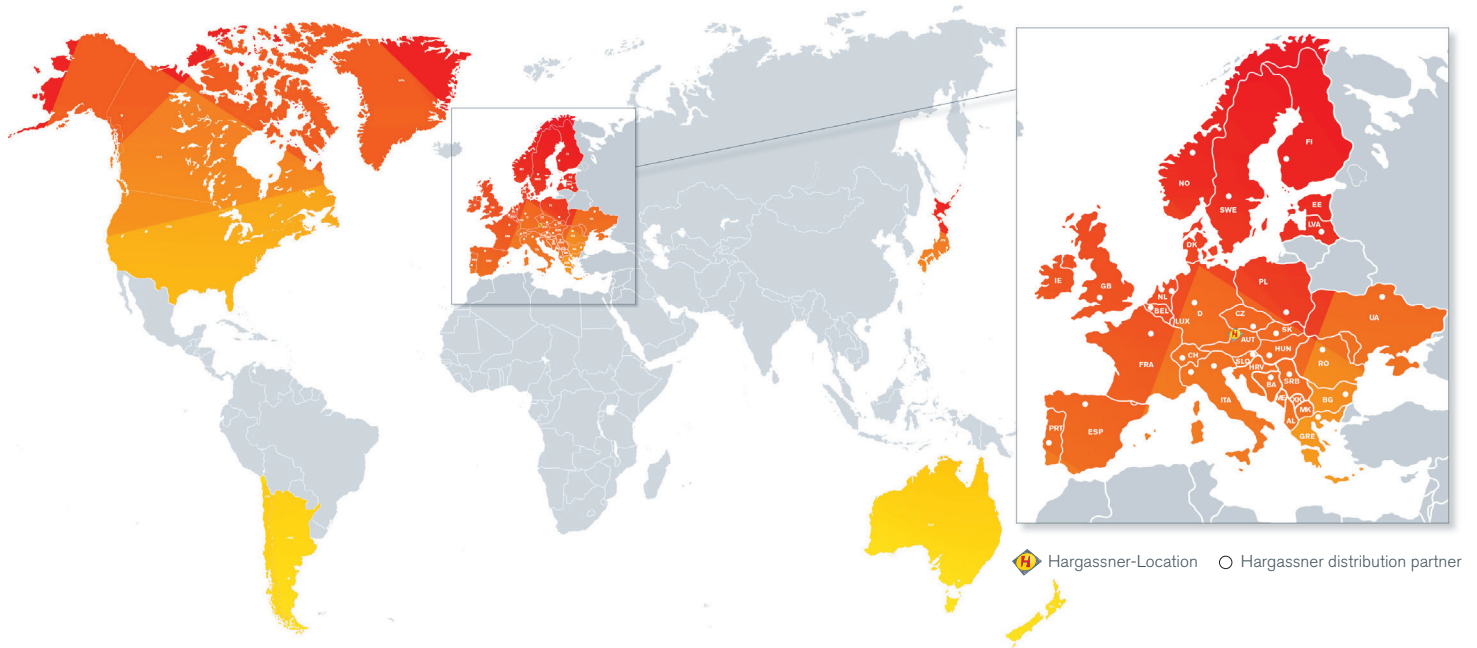 FI
NO
SWE
EE
LVA
DK
IE
GB
NL
PL
BEL
D
CZ
UA
LUX
SK
AUT
CH
HUN
SLO
HRV
RO
FRA
BA
SRB
ITA
ME
XK
BG
MK
PRT
ESP
AL
GRE
H Hargassner-Location
Hargassner distribution partner